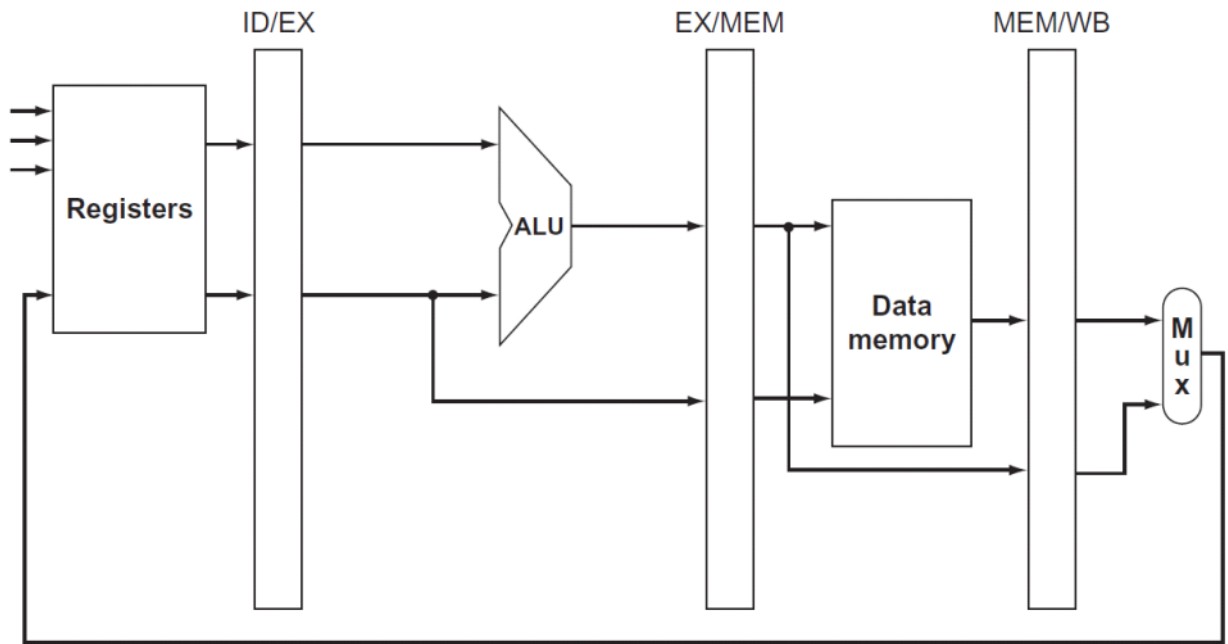 ID/EX
EX/MEM
MEM/WB
Registers
ALU
Data
memory
M
u
x